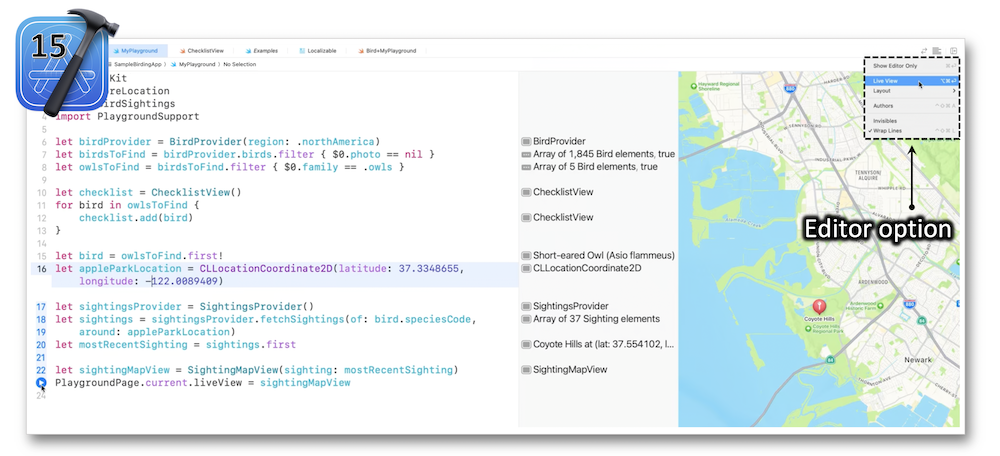 15
MyPlayground
ChecklistView
Examples
Localizable
Bird+MyPlayground
SampleBirdingApp
MyPlayground
No Selection
Kit
reLocation
irdSightings
4 import PlaygroundSupport
5
6 let birdProvider = BirdProvider(region: .northAmerica)
7 let birdsToFind = birdProvider.birds.filter { $0.photo == nil }
8 let owlsToFind = birdsToFind.filter { $0.family == .owls }
9
10 let checklist = ChecklistView()
11 for bird in owlsToFind {
12 checklist.add(bird)
13 }
14
15 let bird = owlsToFind.first!
16 let appleParkLocation = CLLocationCoordinate2D(latitude: 37.3348655,
longitude: -122.0089409)
17 let sightingsProvider = SightingsProvider()
18 let sightings = sightingsProvider.fetchSightings(of: bird.speciesCode,
19 around: appleParkLocation)
20 let mostRecentSighting = sightings.first
21
22 let sightingMapView = SightingMapView(sighting: mostRecentSighting)
PlaygroundPage.current.liveView = sightingMapView
24
BirdProvider
Array of 1,845 Bird elements, true
Array of 5 Bird elements, true
ChecklistView
ChecklistView
Short-eared Owl (Asio flammeus)
CLLocationCoordinate2D
SightingsProvider
Array of 37 Sighting elements
Coyote Hills at (lat: 37.554102, l...
SightingMapView
Show Editor Only
Live View
Layout
Authors
Invisibles
Wrap Lines
Editor option
Hayward Regional
Shoreline
880
TENNYSON/
ALQUIRE
ARDENWOOD
Ardenwood Historic
Farm
880
Coyote Hills
Coyote Hills
Regional Park
84
Newark